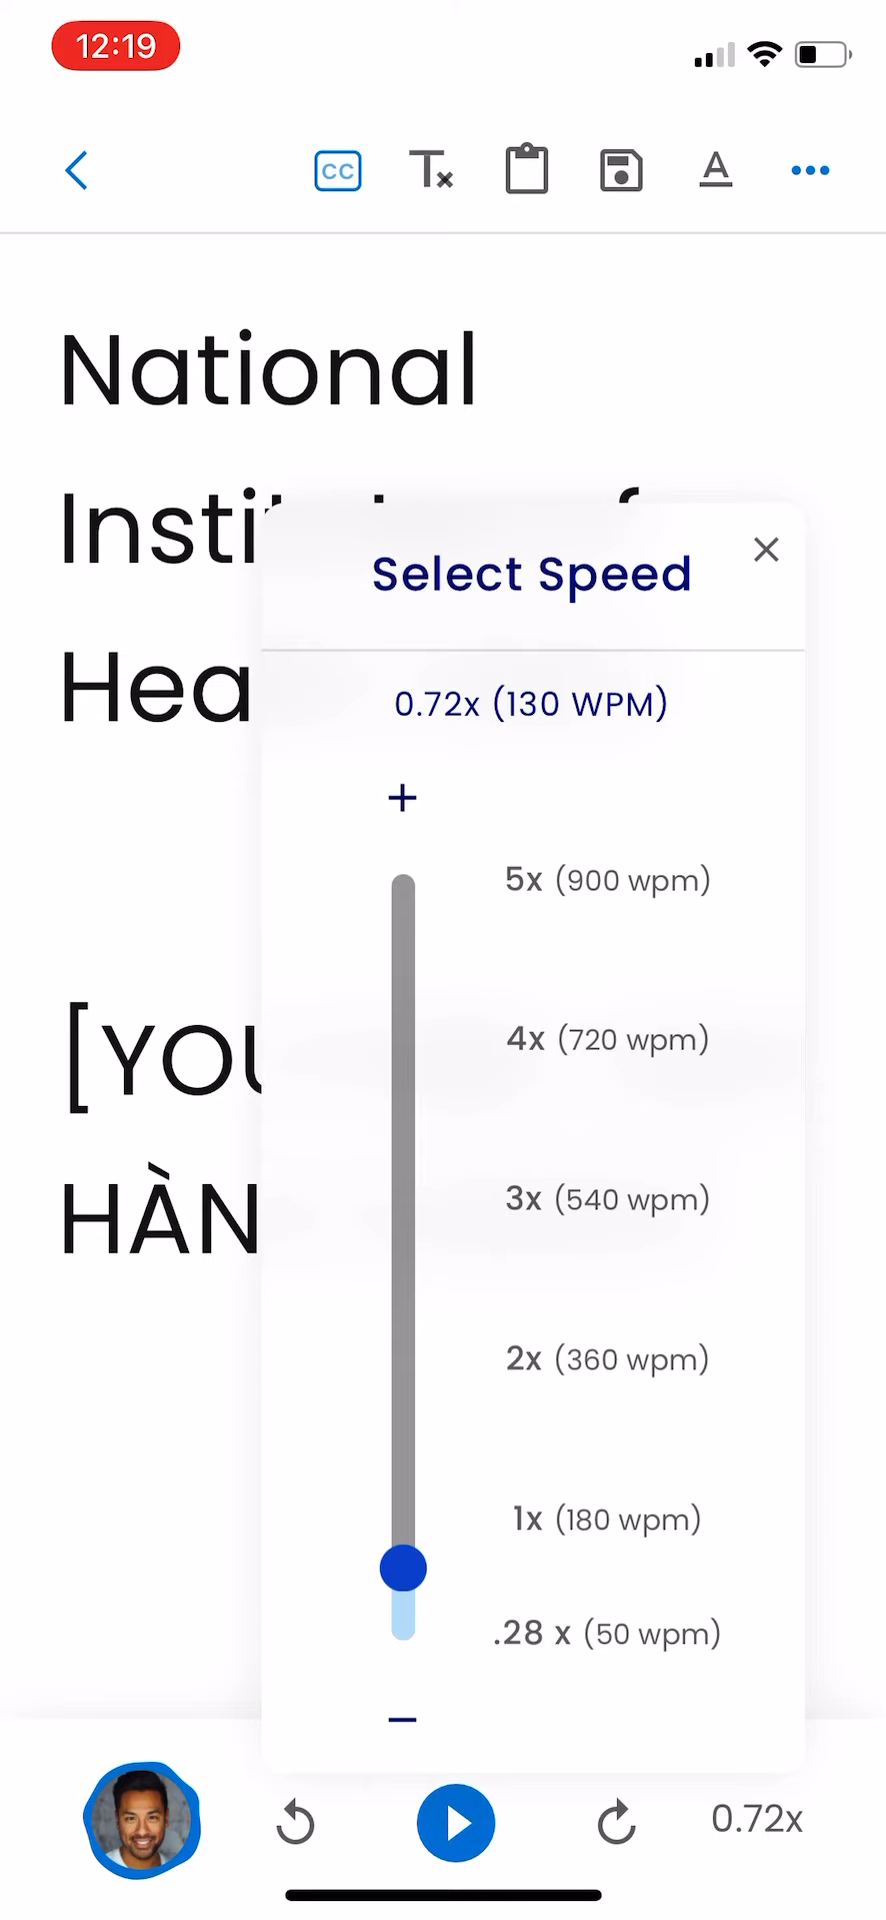 12:19
CC
National
Insti
Select Speed
Hea
0.72x (130 WPM)
5x (900 wpm)
[YOU
4x (720 wpm)
HÀN
3x (540 wpm)
2x (360 wpm)
1x (180 wpm)
.28 x (50 wpm)
0.72x